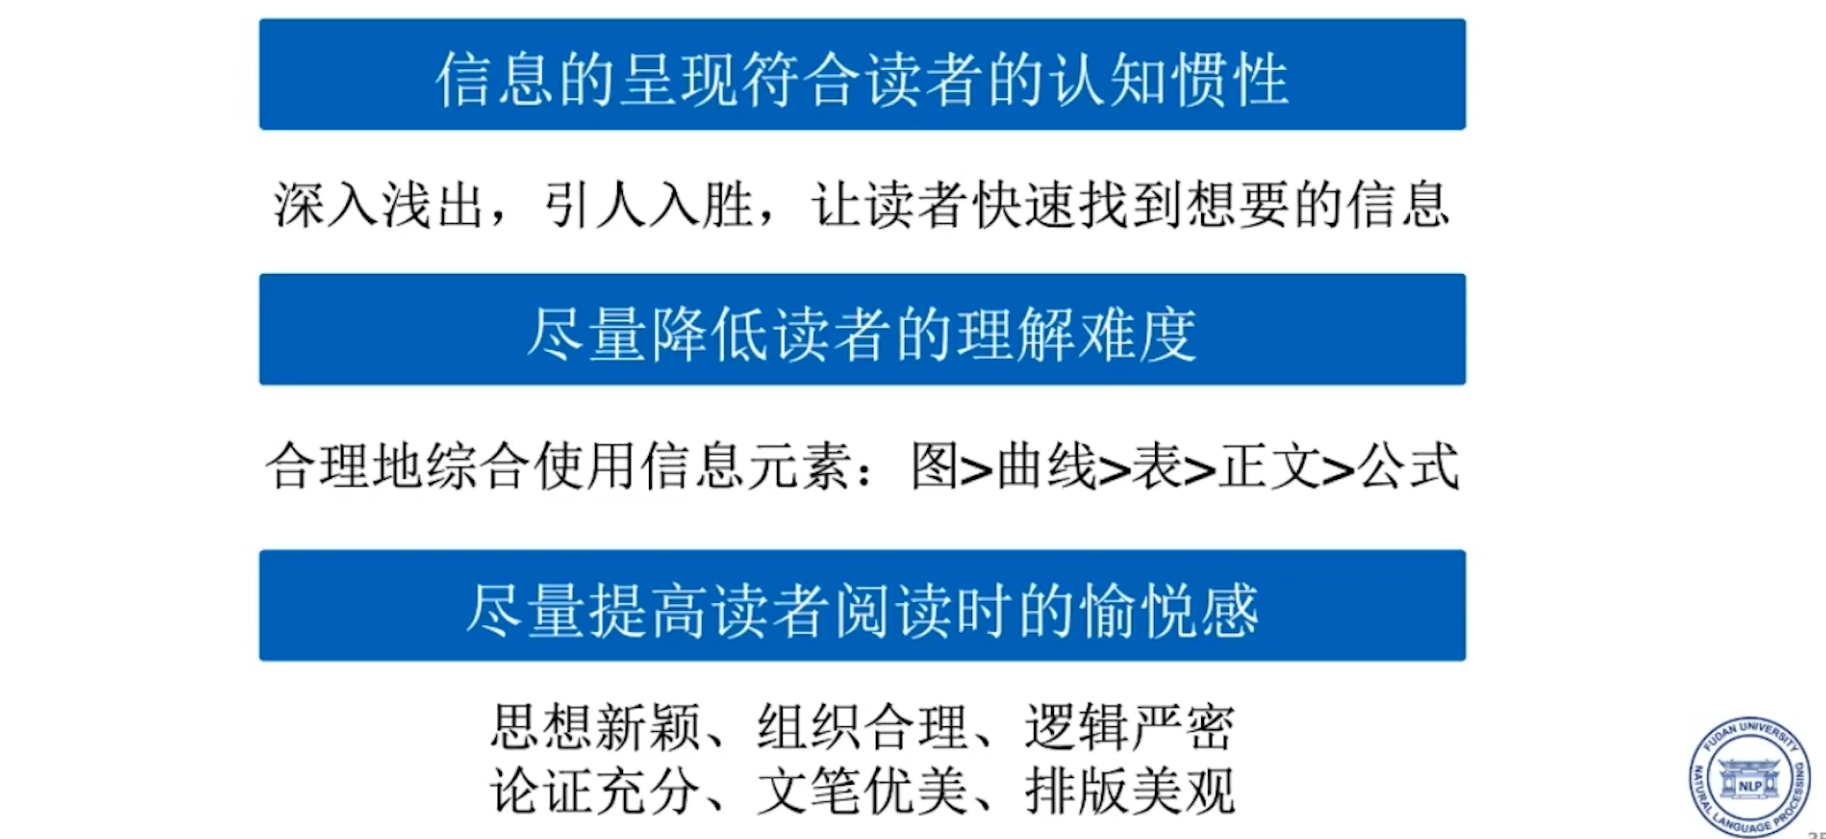 信息的呈现符合读者的认知惯性
深入浅出，引人入胜，让读者快速找到想要的信息
尽量降低读者的理解难度
合理地综合使用信息元素：图>曲线>表>正文>公式
尽量提高读者阅读时的愉悦感
思想新颖、组织合理、逻辑严密
论证充分、文笔优美、排版美观
FUDAN UNIVERSITY
NLP
NATURAL LANGUAGE PROCESSING